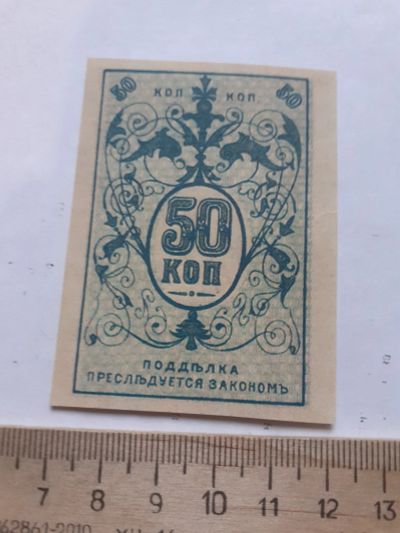 50 КОП КОП. 50
50
КОП
ПОДДѢЛКА
ПРЕСЛѢДУЕТСЯ ЗАКОНОМЪ
7 8 9 10 11 12 13